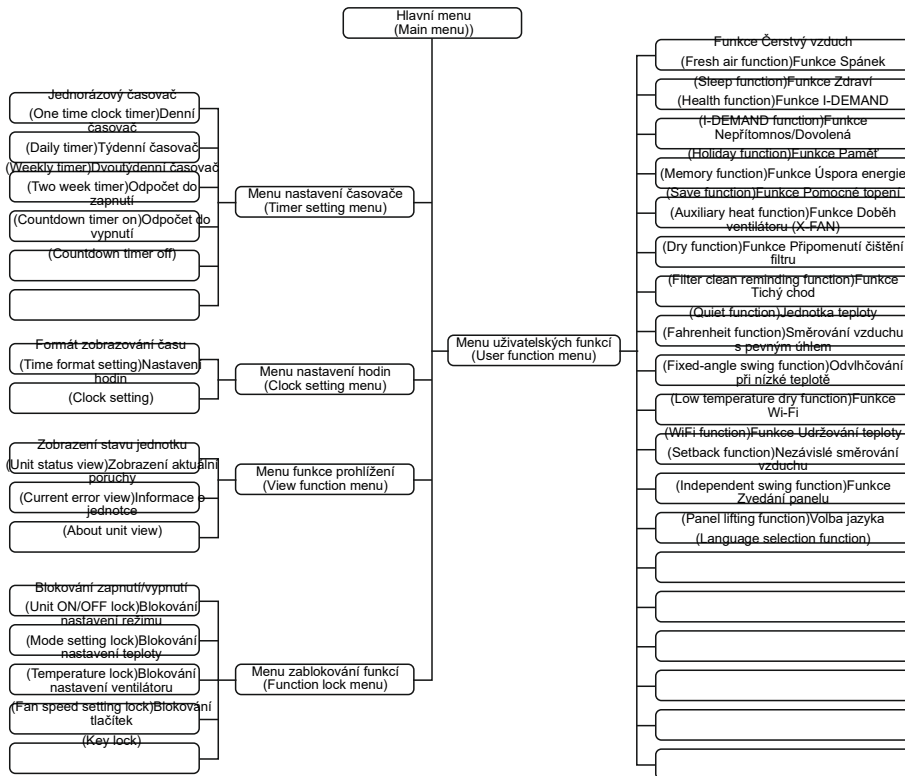 Hlavní menu
(Main menu))
Jednorázový časovač
(One time clock timer)Denní
časovač
(Daily timer)Týdenní časovač
(Weekly timer)Dvoutýdenní časovač
(Two week timer)Odpočet do
zapnutí
(Countdown timer on)Odpočet do
vypnutí
(Countdown timer off)
Menu nastavení časovače
(Timer setting menu)
Formát zobrazování času
(Time format setting)Nastavení
hodin
(Clock setting)
Menu nastavení hodin
(Clock setting menu)
Zobrazení stavu jednotku
(Unit status view)Zobrazení aktuální
poruchy
(Current error view)Informace o
jednotce
(About unit view)
Menu funkce prohlížení
(View function menu)
Blokování zapnutí/vypnutí
(Unit ON/OFF lock)Blokování
nastavení režimu
(Mode setting lock)Blokování
nastavení teploty
(Temperature lock)Blokování
nastavení ventilátoru
(Fan speed setting lock)Blokování
tlačítek
(Key lock)
Menu zablokování funkcí
(Function lock menu)
Menu uživatelských funkcí
(User function menu)
Funkce Čerstvý vzduch
(Fresh air function)Funkce Spánek
(Sleep function)Funkce Zdraví
(Health function)Funkce I-DEMAND
(I-DEMAND function)Funkce
Nepřítomnos/Dovolená
(Holiday function)Funkce Paměť
(Memory function)Funkce Úspora energie
(Save function)Funkce Pomocné topení
(Auxiliary heat function)Funkce Doběh
ventilátoru (X-FAN)
(Dry function)Funkce Připomenutí čištění
filtru
(Filter clean reminding function)Funkce
Tichý chod
(Quiet function)Jednotka teploty
(Fahrenheit function)Směrování vzduchu
s pevným úhlem
(Fixed-angle swing function)Odvlhčování
při nízké teplotě
(Low temperature dry function)Funkce
Wi-Fi
(WiFi function)Funkce Udržování teploty
(Setback function)Nezávislé směrování
vzduchu
(Independent swing function)Funkce
Zvedání panelu
(Panel lifting function)Volba jazyka
(Language selection function)